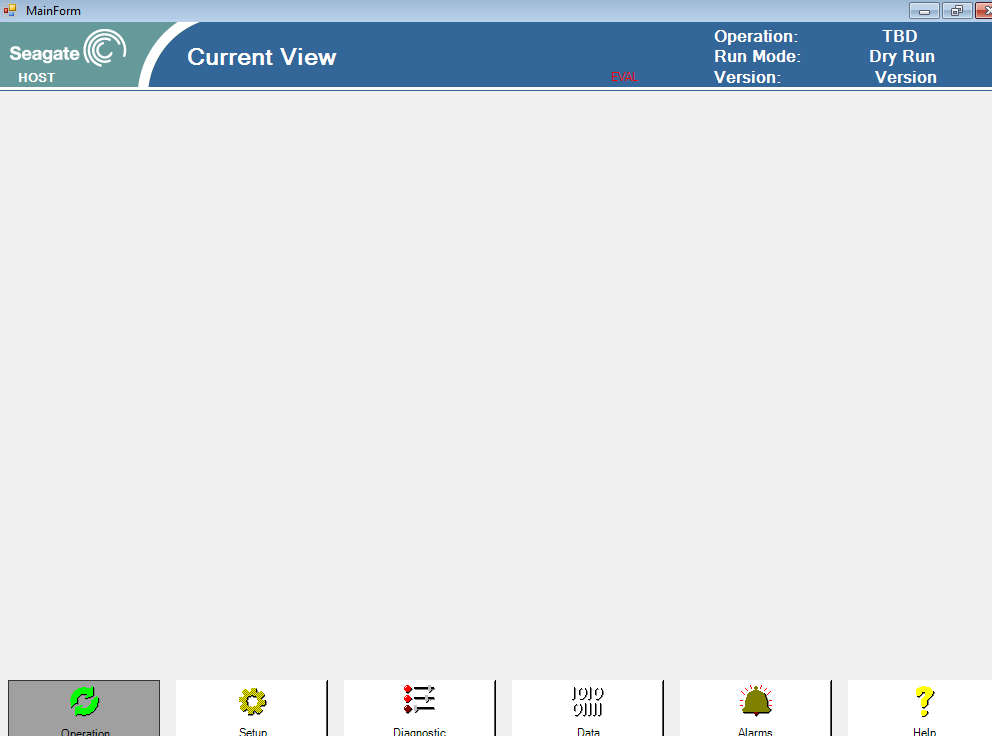 MainForm
Seagate
HOST
Current View
EVAL
Operation: TBD
Run Mode: Dry Run
Version: Version
Operation
Setup
Diagnostic
Data
Alarms
Help